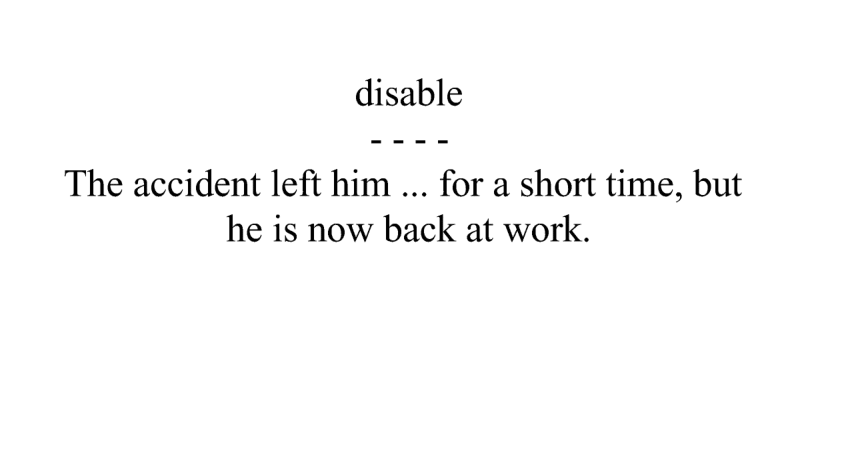 disable
- - - -
The accident left him ... for a short time, but
he is now back at work.